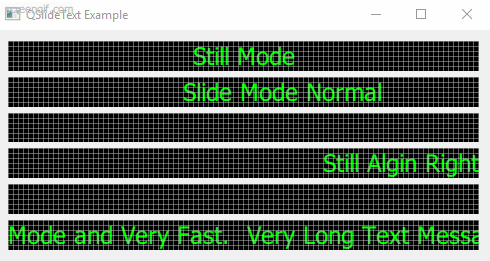 QSlideText Example
Still Mode
Slide Mode Normal
Still Algin Right
Mode and Very Fast. Very Long Text Messa